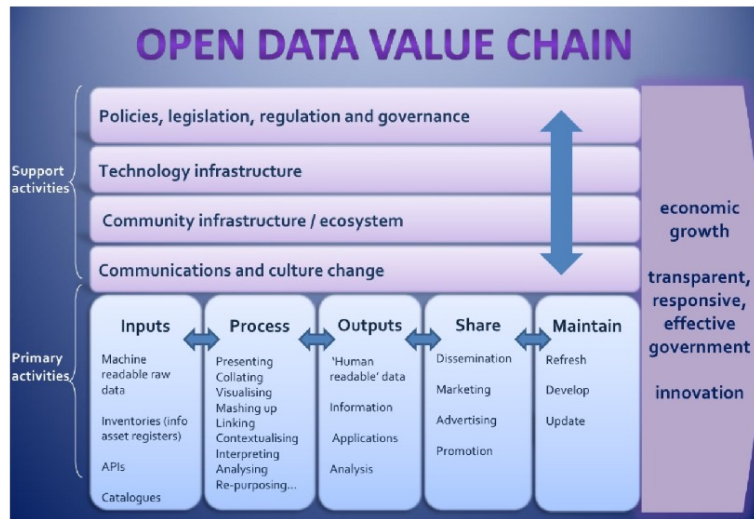 OPEN DATA VALUE CHAIN
Support
activities
Policies, legislation, regulation and governance
Technology infrastructure
Community infrastructure / ecosystem
Communications and culture change
Primary
activities
Inputs
Machine
readable raw
data
Inventories (info
asset registers)
APIs
Catalogues
Process
Presenting
Collating
Visualising
Mashing up
Linking
Contextualising
Interpreting
Analysing
Re-purposing...
Outputs
'Human
readable' data
Information
Applications
Analysis
Share
Dissemination
Marketing
Advertising
Promotion
Maintain
Refresh
Develop
Update
economic
growth
transparent,
responsive,
effective
government
innovation